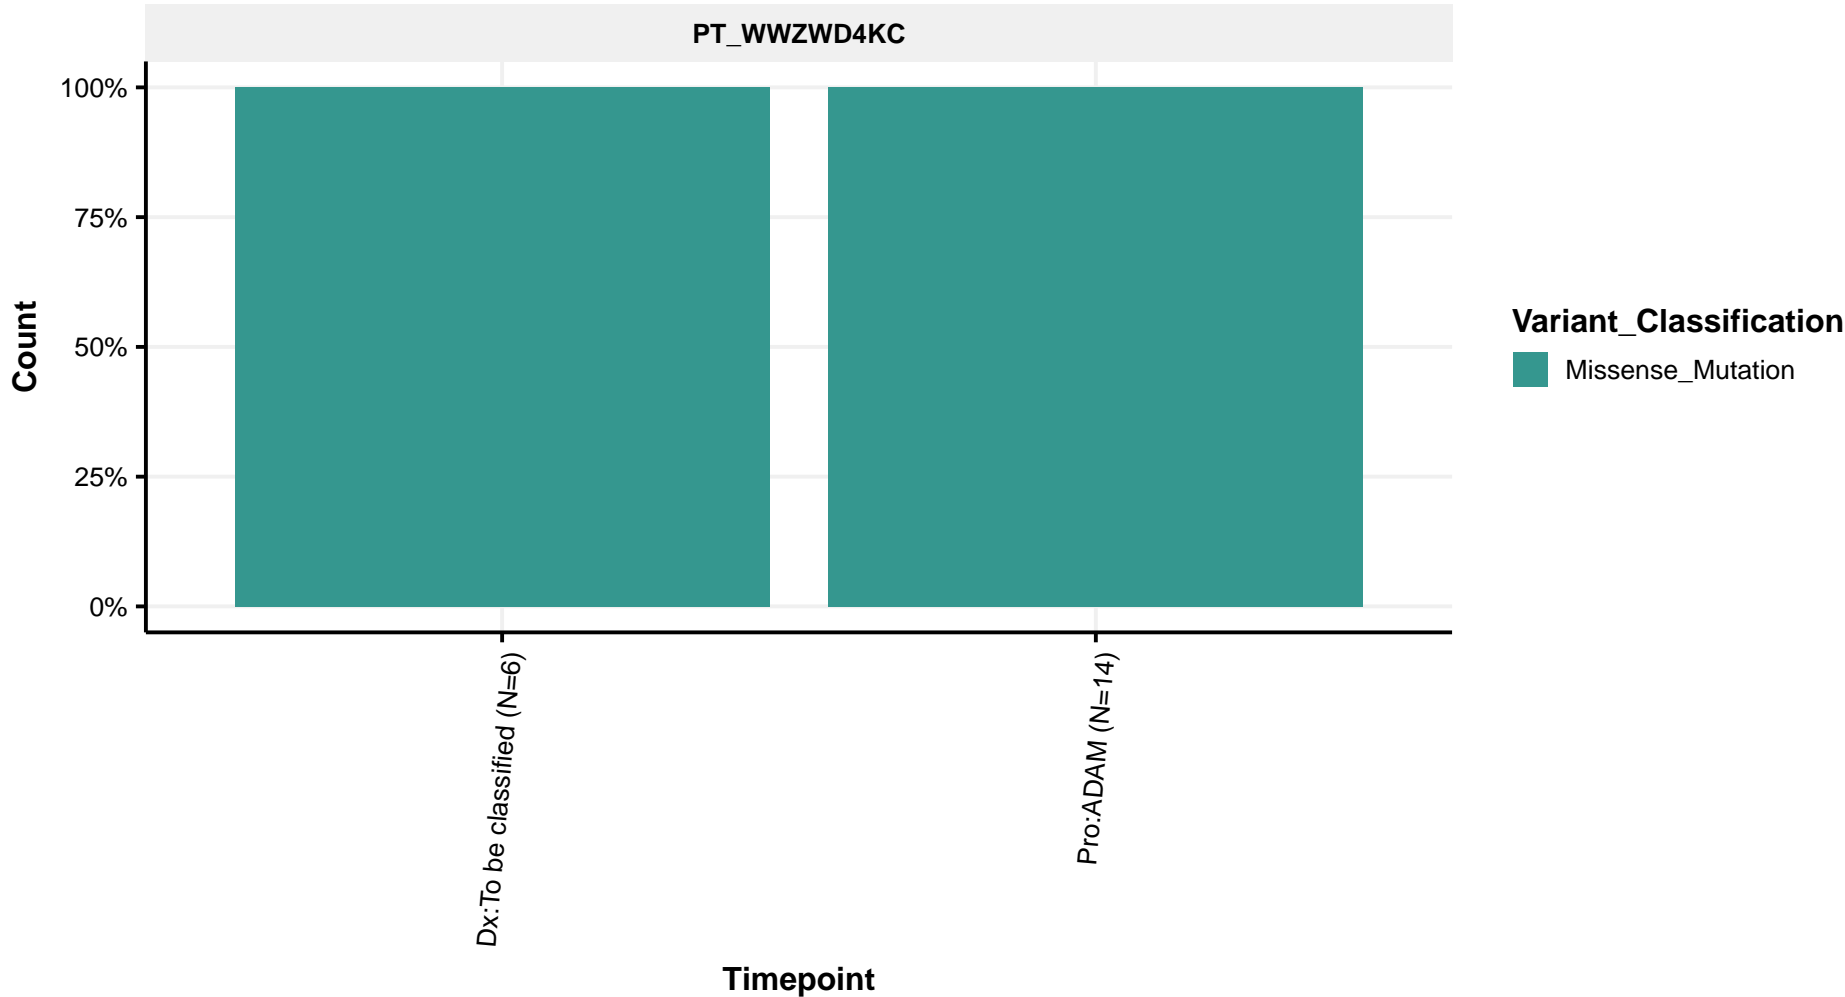 PT_WWZWD4KC
100%
75%
50%
25%
0%
Count
Dx:To be classified (N=6)
Pro:ADAM (N=14)
Timepoint
Variant_Classification
Missense_Mutation